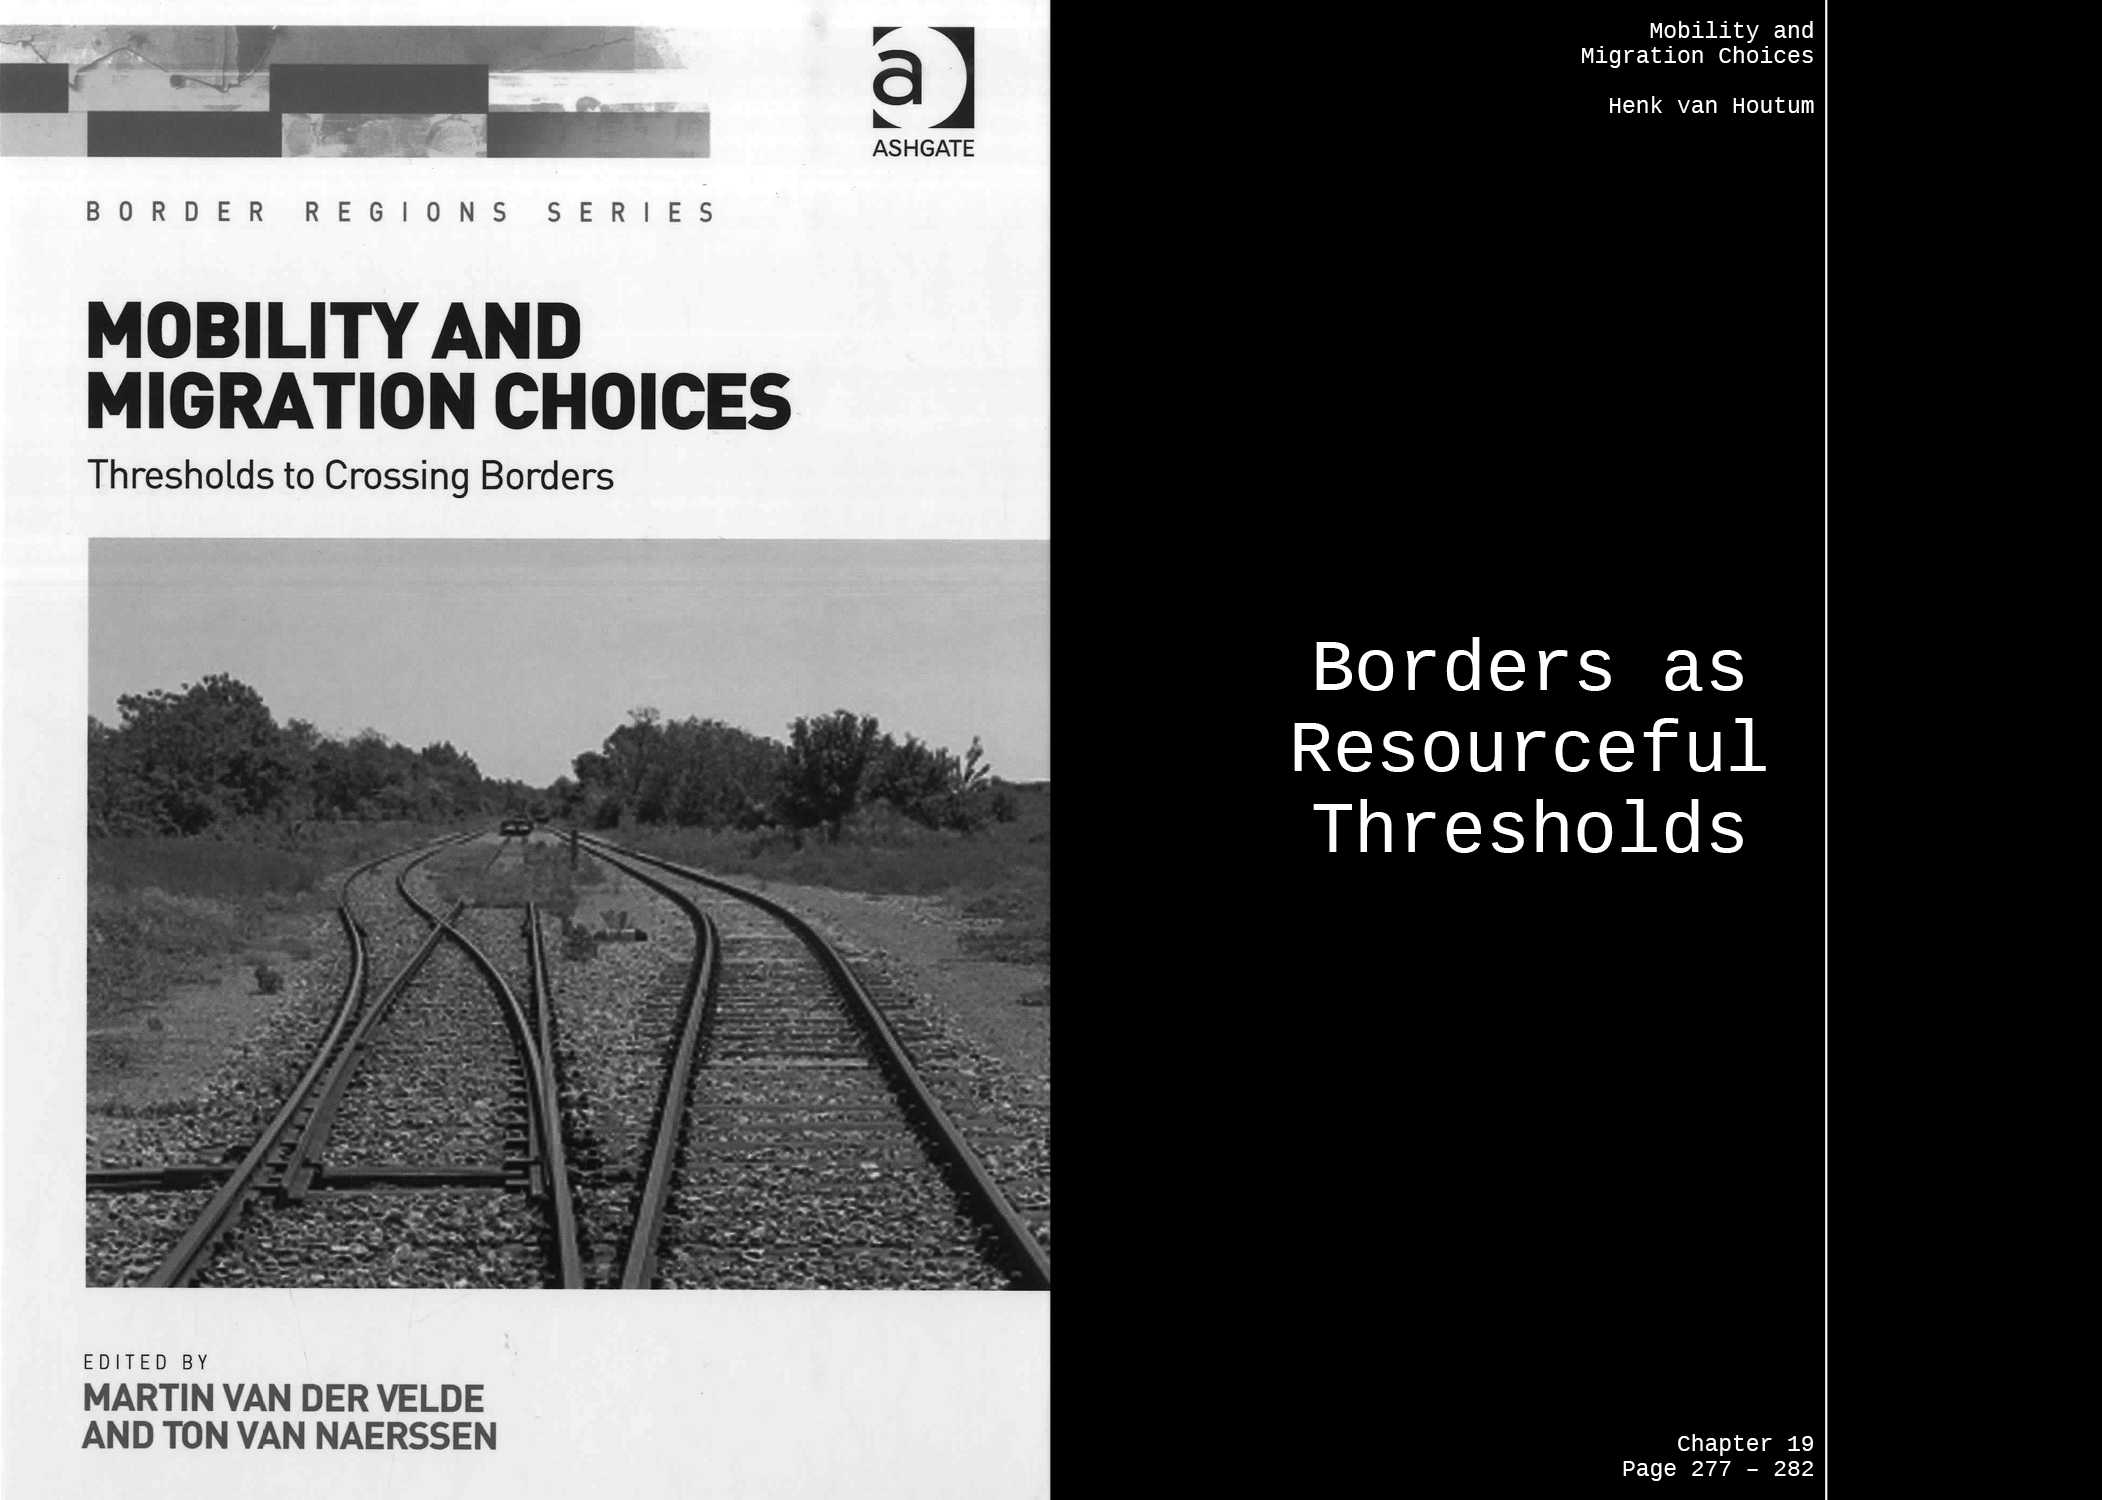 a
ASHGATE
BORDER REGIONS SERIES
MOBILITY AND
MIGRATION CHOICES
Thresholds to Crossing Borders
EDITED BY
MARTIN VAN DER VELDE
AND TON VAN NAERSSEN
Mobility and
Migration Choices
Henk van Houtum
Borders as
Resourceful
Thresholds
Chapter 19
Page 277 – 282